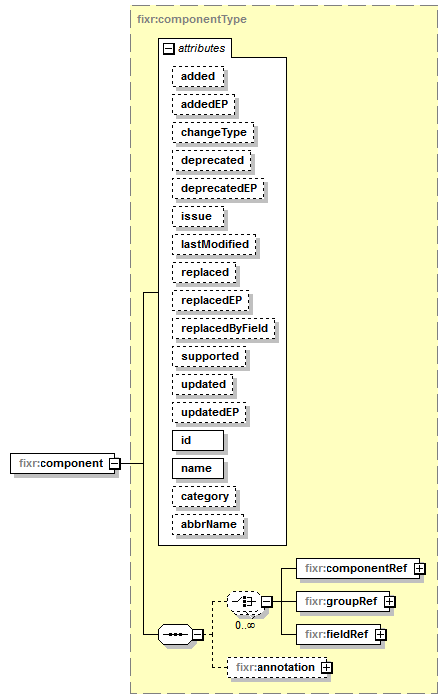 fixr:componentType
attributes
added
addedEP
changeType
deprecated
deprecatedEP
issue
lastModified
replaced
replacedEP
replacedByField
supported
updated
updatedEP
id
name
category
abbrName
fixr:component
fixr:componentRef
fixr:groupRef
0..∞
fixr:fieldRef
fixr:annotation